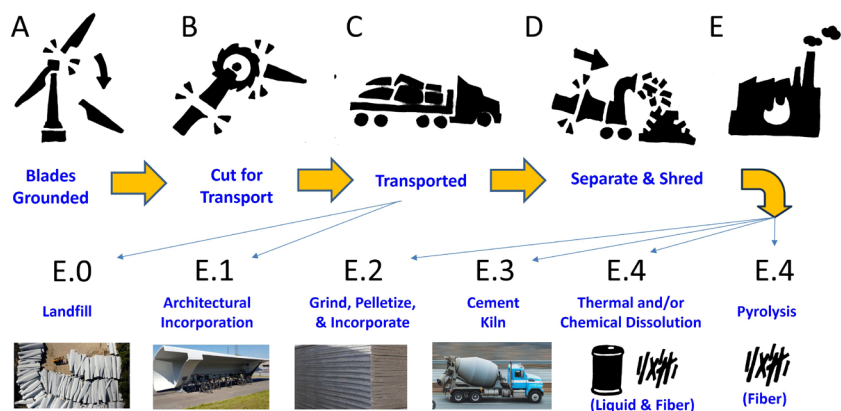 A
B
C
D
E
Blades
Grounded
Cut for
Transport
Transported
Separate & Shred
E.0
E.1
E.2
E.3
E.4
E.4
Landfill
Architectural
Incorporation
Grind, Pelletize,
& Incorporate
Cement
Kiln
Thermal and/or
Chemical Dissolution
Pyrolysis
(Liquid & Fiber)
(Fiber)